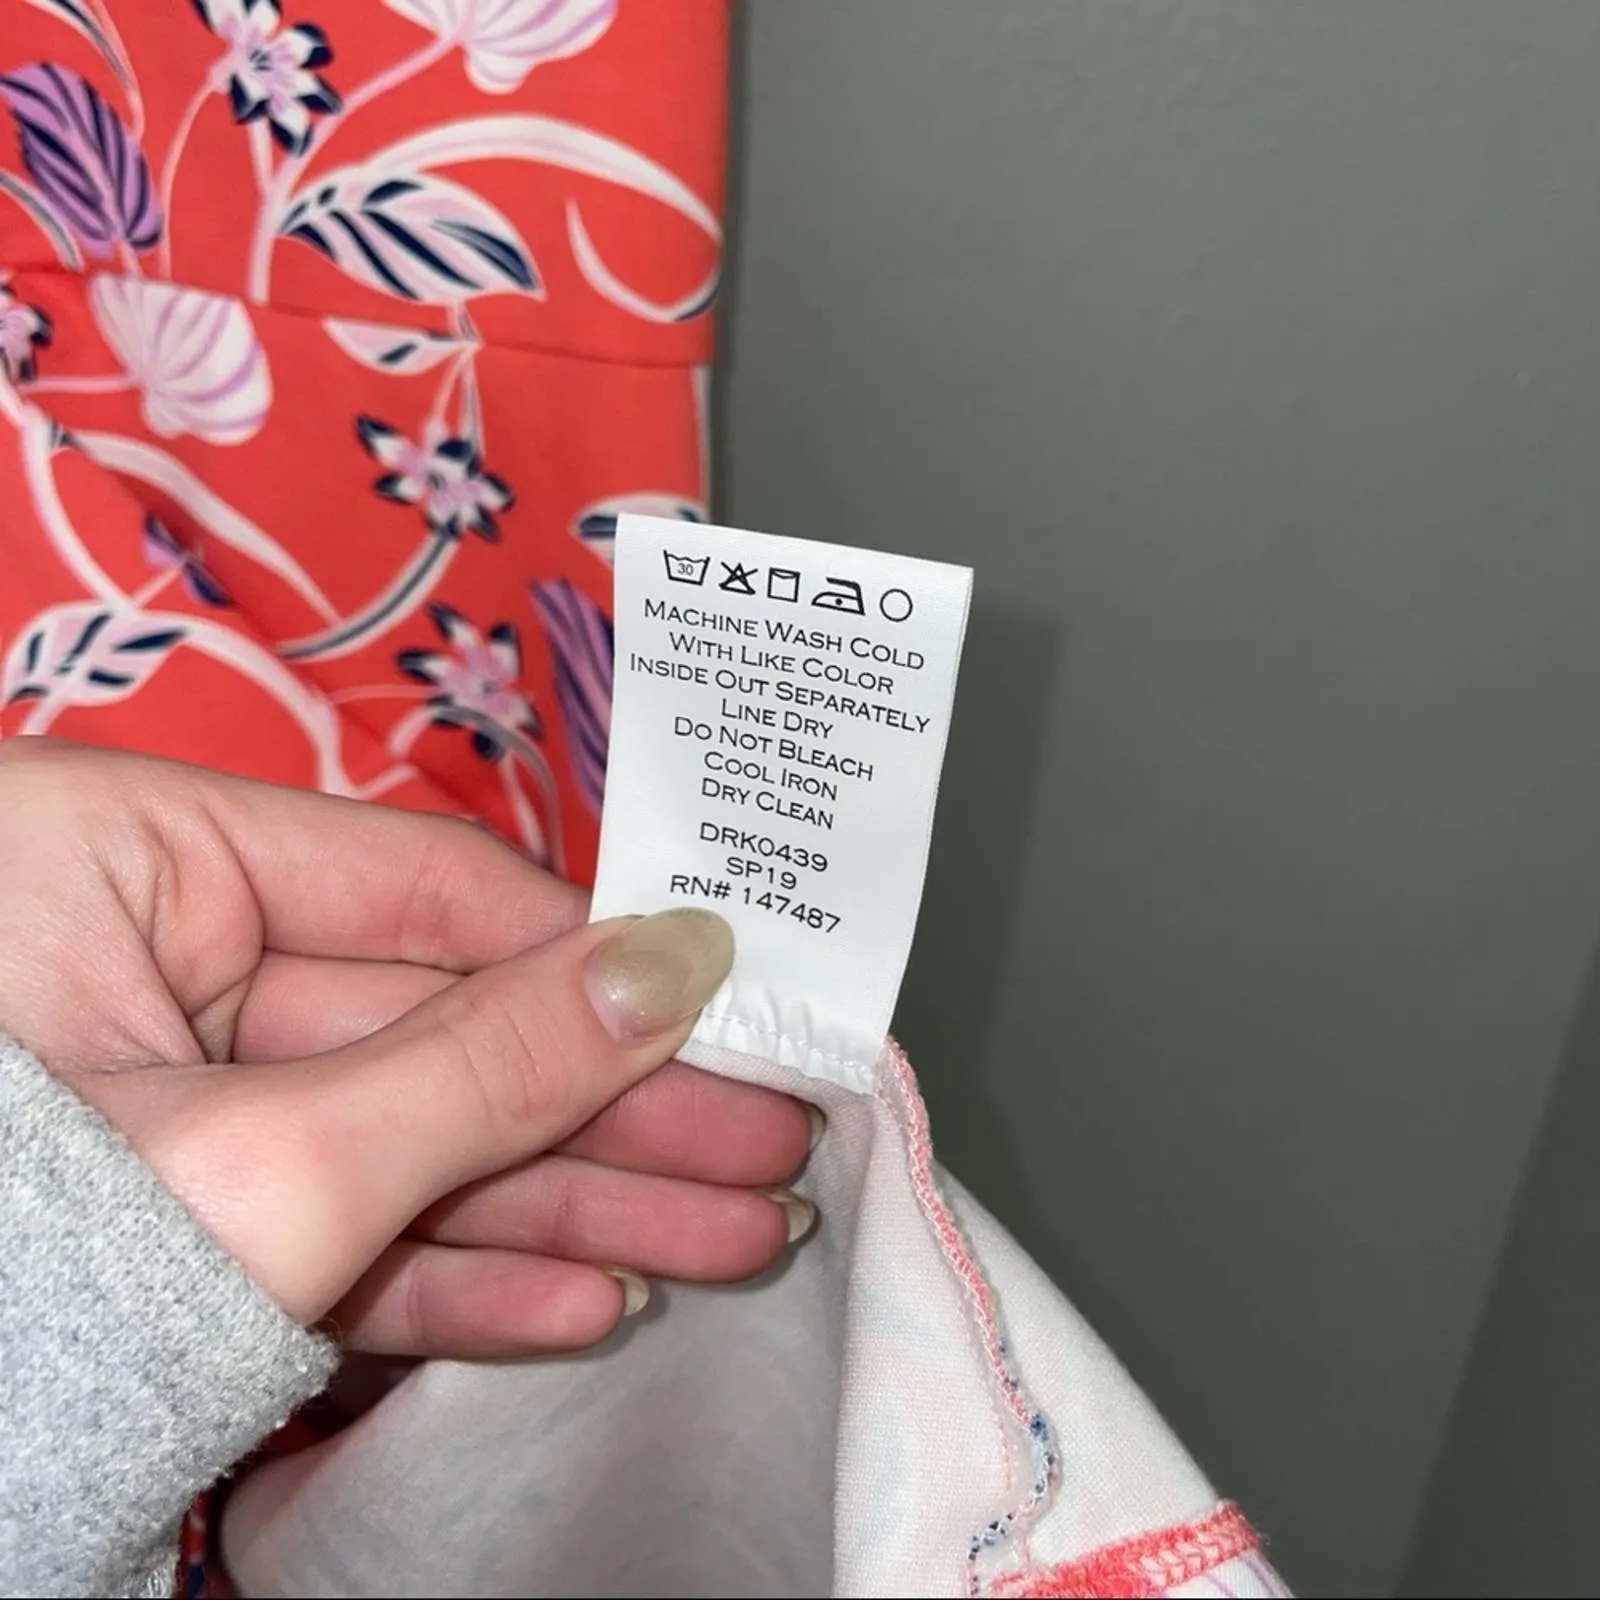 30
MACHINE WASH COLD
WITH LIKE COLOR
INSIDE OUT SEPARATELY
LINE DRY
DO NOT BLEACH
COOL IRON
DRY CLEAN
DRK0439
SP19
RN# 147487